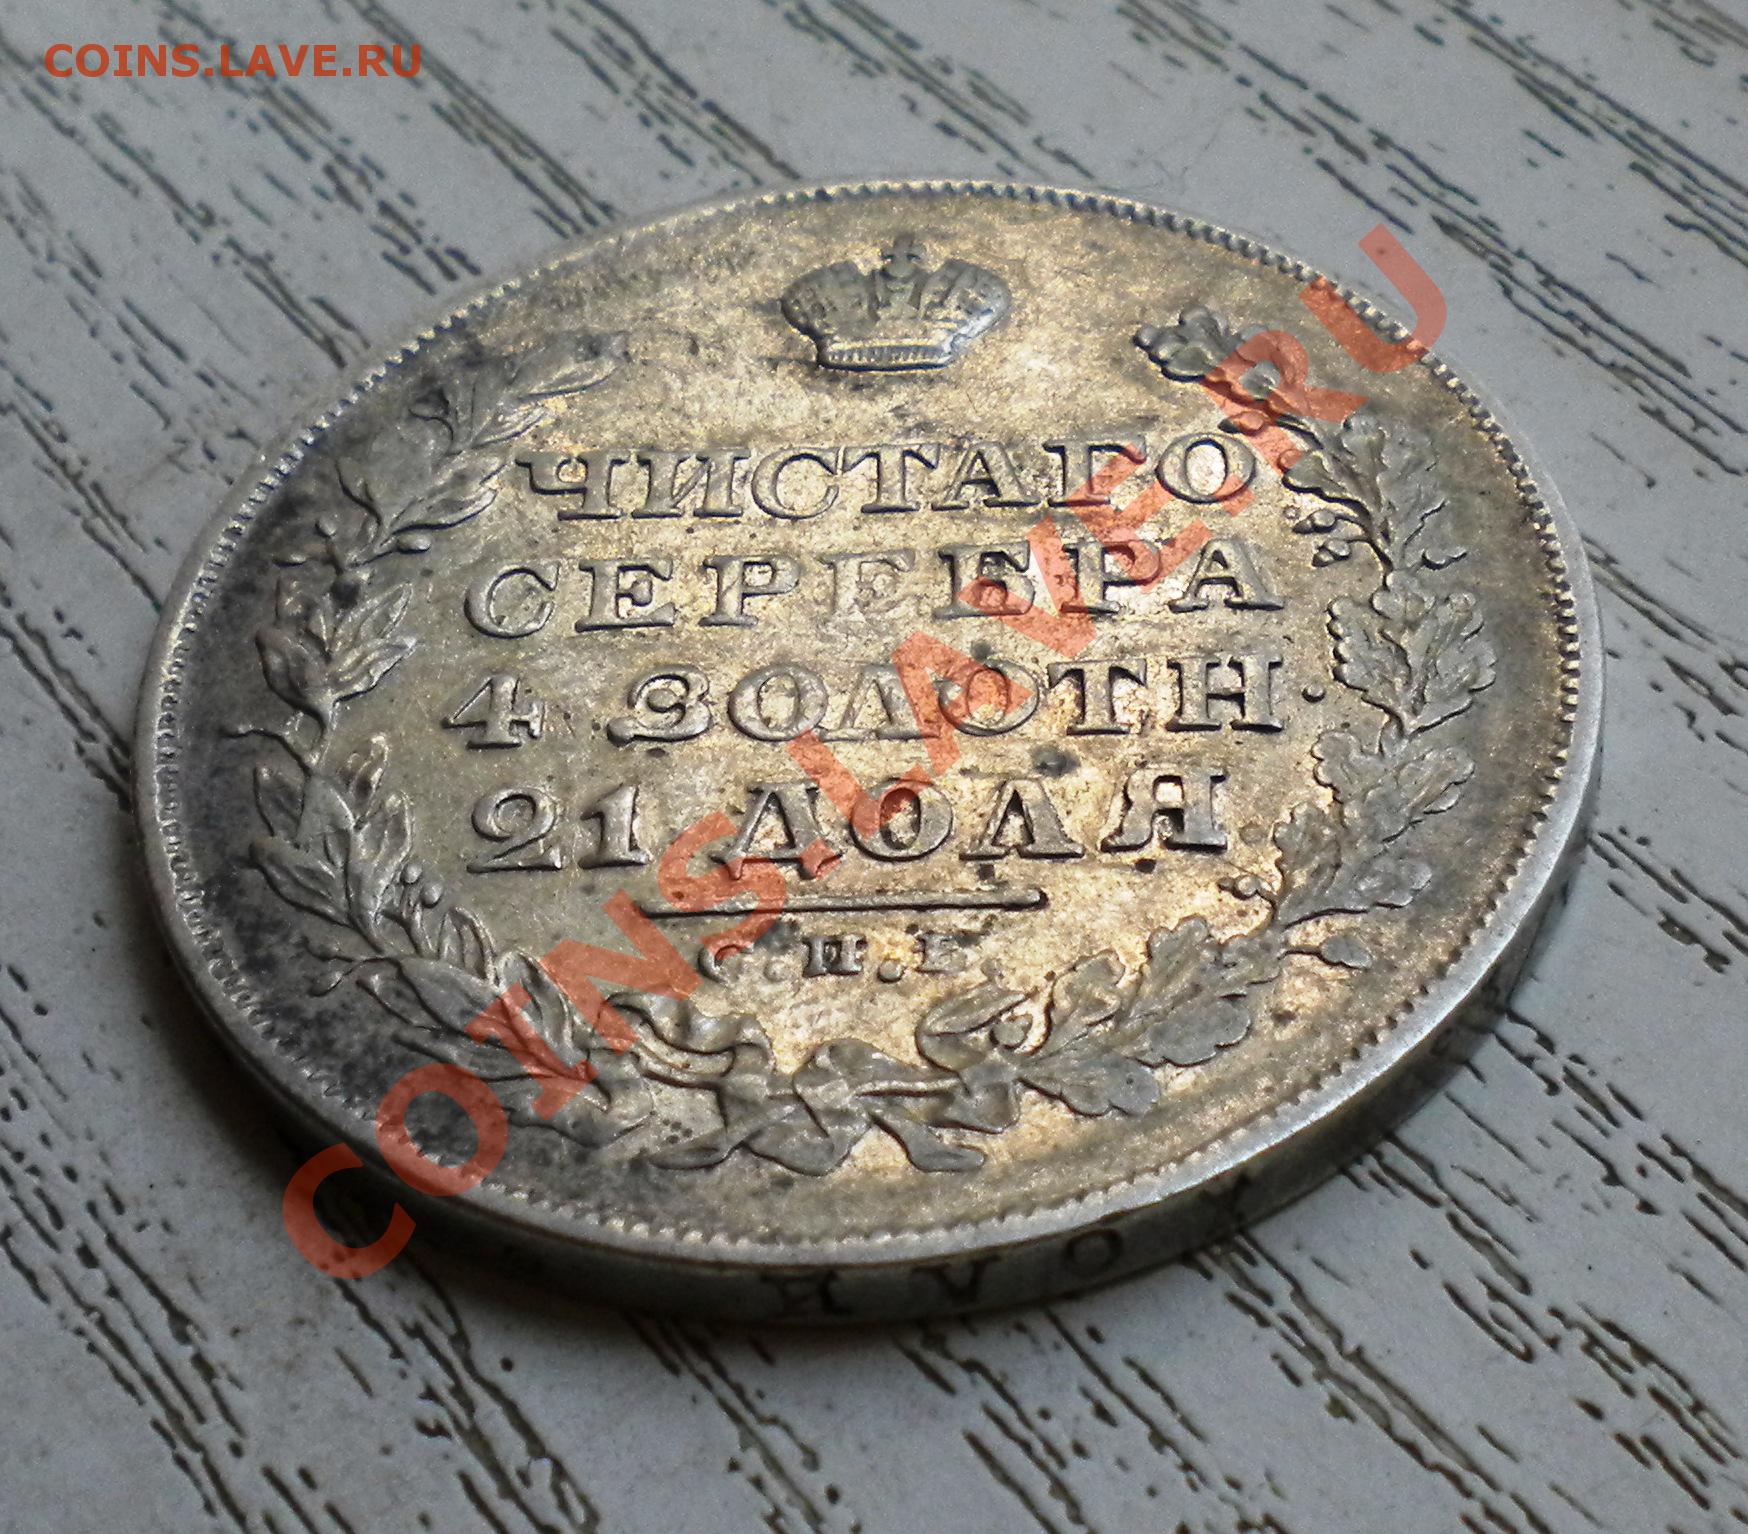 COINS.LAVE.RU
ЧИСТАГО
СЕРЕБРА
4 ЗОЛОТН.
21 ДОЛЯ
С.П.Б
COINS.LAVE.RU